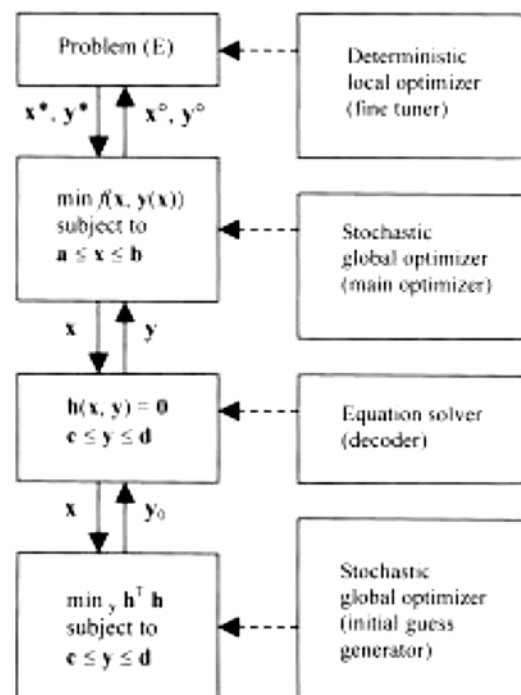 Problem (E)
Deterministic
local optimizer
(fine tuner)
x*, y*
x°, y°
min f(x, y(x))
subject to
a ≤ x ≤ b
Stochastic
global optimizer
(main optimizer)
x
y
h(x, y) = 0
c ≤ y ≤ d
Equation solver
(decoder)
x
y₀
min y hᵀ h
subject to
c ≤ y ≤ d
Stochastic
global optimizer
(initial guess
generator)